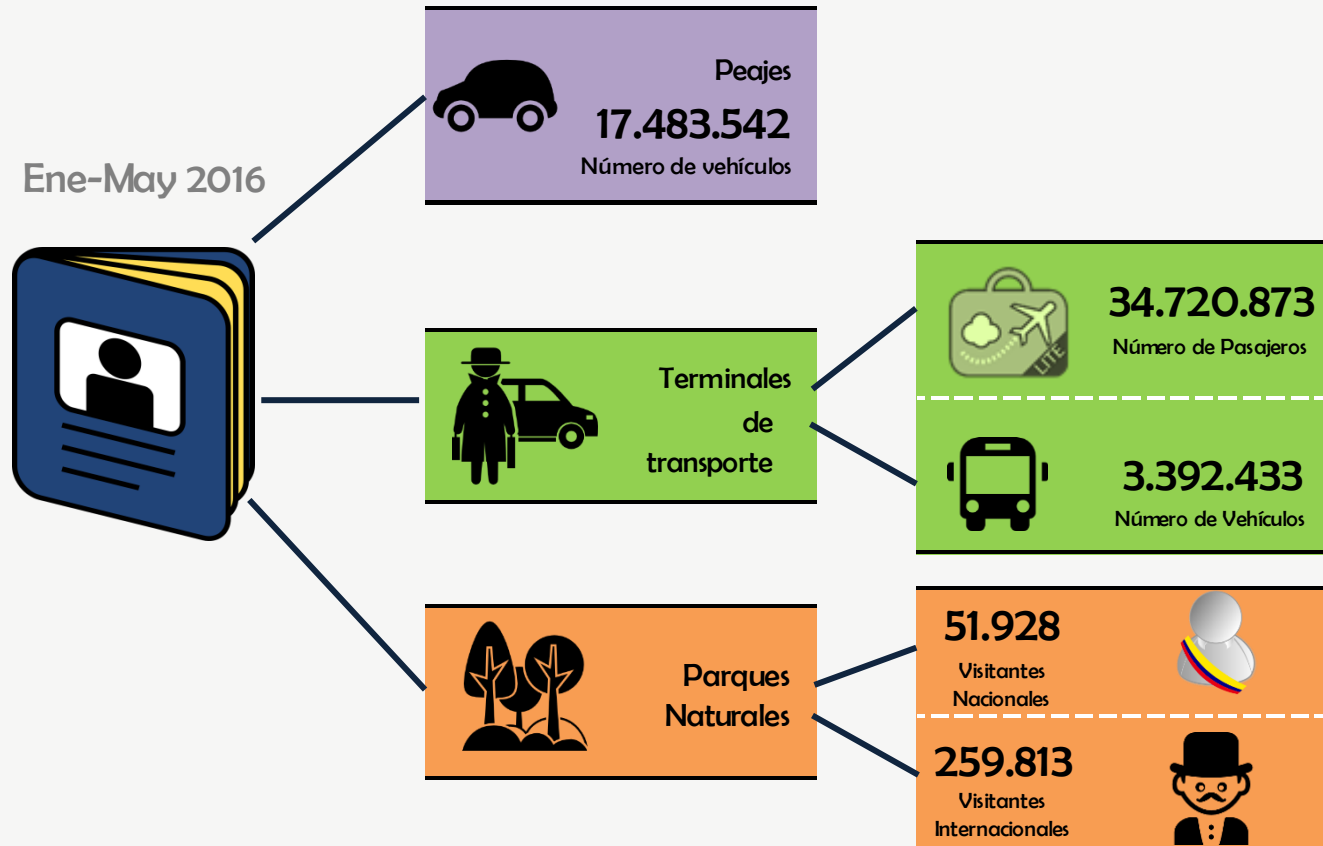 Ene-May 2016
Peajes
17.483.542
Número de vehículos
Terminales
de
transporte
34.720.873
Número de Pasajeros
LITE
3.392.433
Número de Vehículos
Parques
Naturales
51.928
Visitantes
Nacionales
259.813
Visitantes
Internacionales